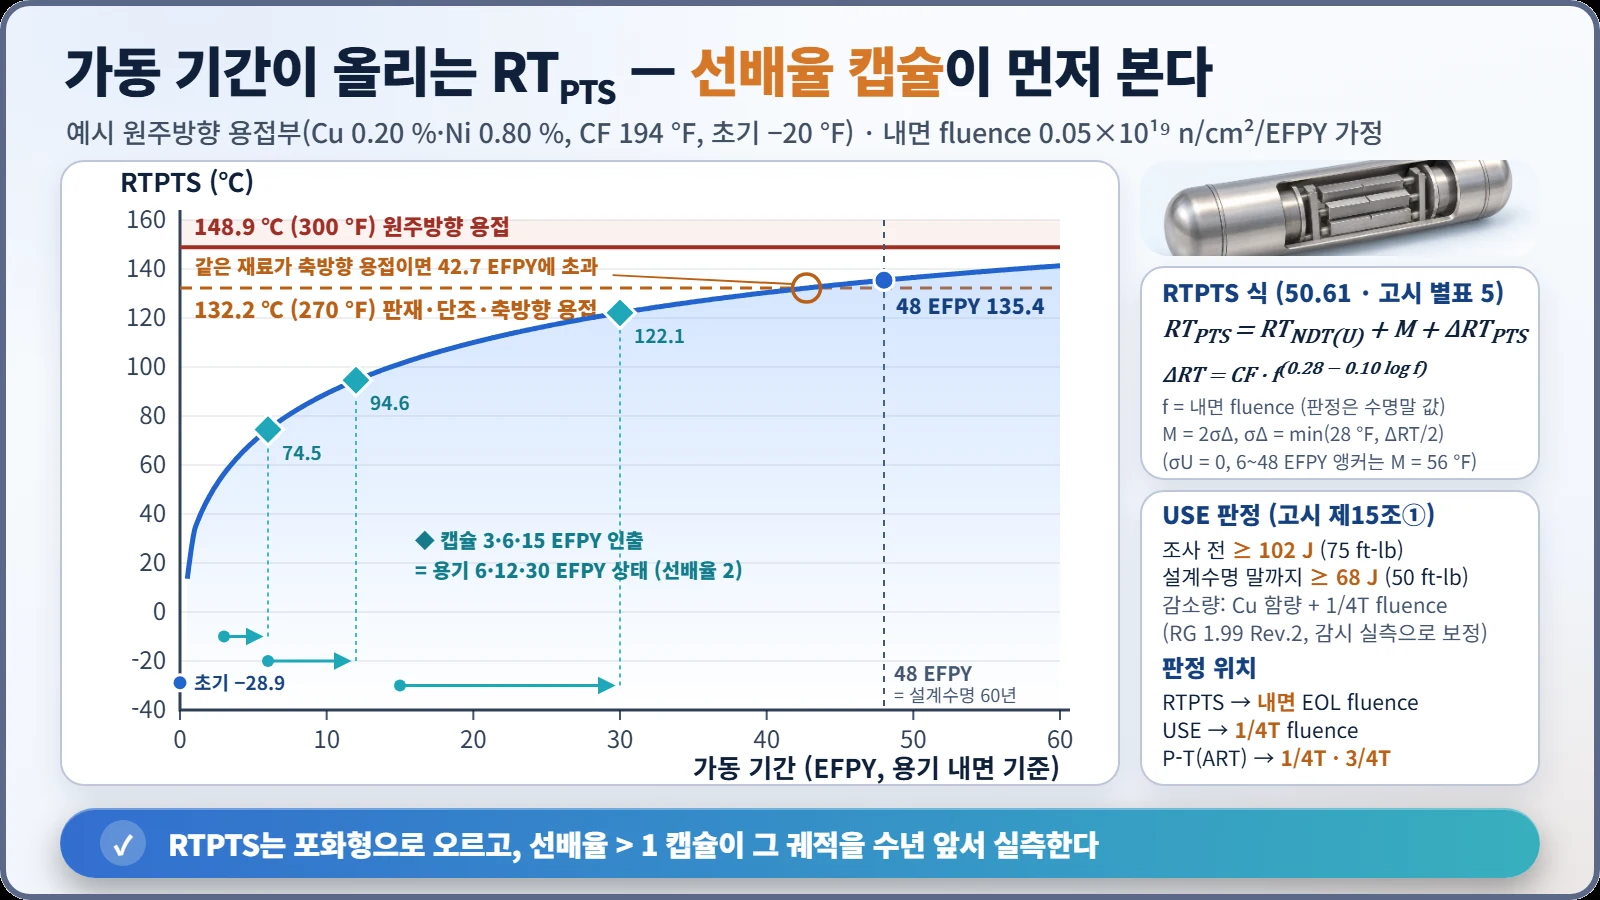 가동 기간이 올리는 RTPTS — 선배율 캡슐이 먼저 본다
예시 원주방향 용접부(Cu 0.20 %·Ni 0.80 %, CF 194 °F, 초기 −20 °F) · 내면 fluence 0.05×10¹⁹ n/cm²/EFPY 가정
RTPTS (°C)
160
140
120
100
80
60
40
20
0
-20
-40
148.9 °C (300 °F) 원주방향 용접
같은 재료가 축방향 용접이면 42.7 EFPY에 초과
132.2 °C (270 °F) 판재·단조·축방향 용접
48 EFPY 135.4
122.1
94.6
74.5
◆ 캡슐 3·6·15 EFPY 인출
= 용기 6·12·30 EFPY 상태 (선배율 2)
초기 −28.9
48 EFPY
= 설계수명 60년
0
10
20
30
40
50
60
가동 기간 (EFPY, 용기 내면 기준)
RTPTS 식 (50.61 · 고시 별표 5)
RTPTS = RTNDT(U) + M + ΔRTPTS
ΔRT = CF · f(0.28 − 0.10 log f)
f = 내면 fluence (판정은 수명말 값)
M = 2σΔ, σΔ = min(28 °F, ΔRT/2)
(σU = 0, 6~48 EFPY 앵커는 M = 56 °F)
USE 판정 (고시 제15조①)
조사 전 ≥ 102 J (75 ft-lb)
설계수명 말까지 ≥ 68 J (50 ft-lb)
감소량: Cu 함량 + 1/4T fluence
(RG 1.99 Rev.2, 감시 실측으로 보정)
판정 위치
RTPTS → 내면 EOL fluence
USE → 1/4T fluence
P-T(ART) → 1/4T · 3/4T
✓ RTPTS는 포화형으로 오르고, 선배율 > 1 캡슐이 그 궤적을 수년 앞서 실측한다